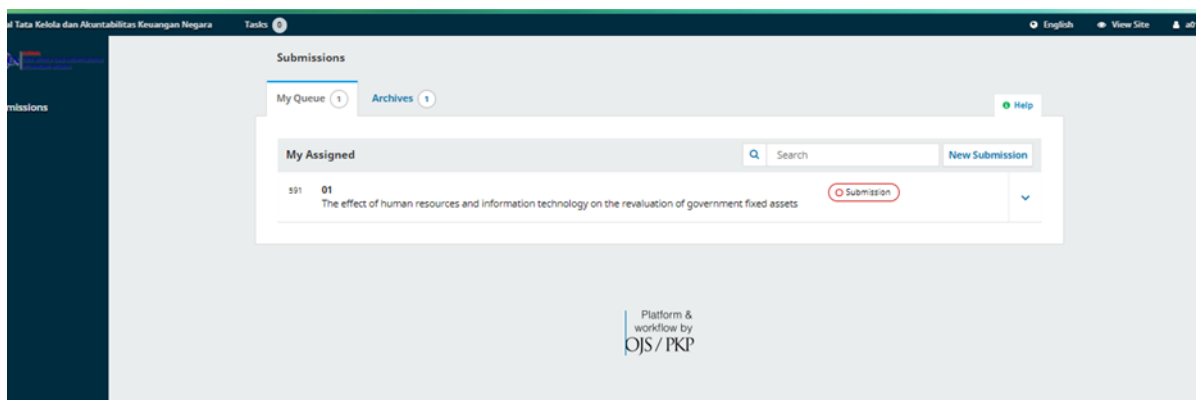 al Tata Kelola dan Akuntabilitas Keuangan Negara Tasks 0 English View Site a0
missions
Submissions
My Queue 1 Archives 1
Help
My Assigned Search New Submission
591 01 Submission
The effect of human resources and information technology on the revaluation of government fixed assets
Platform &
workflow by
OJS / PKP